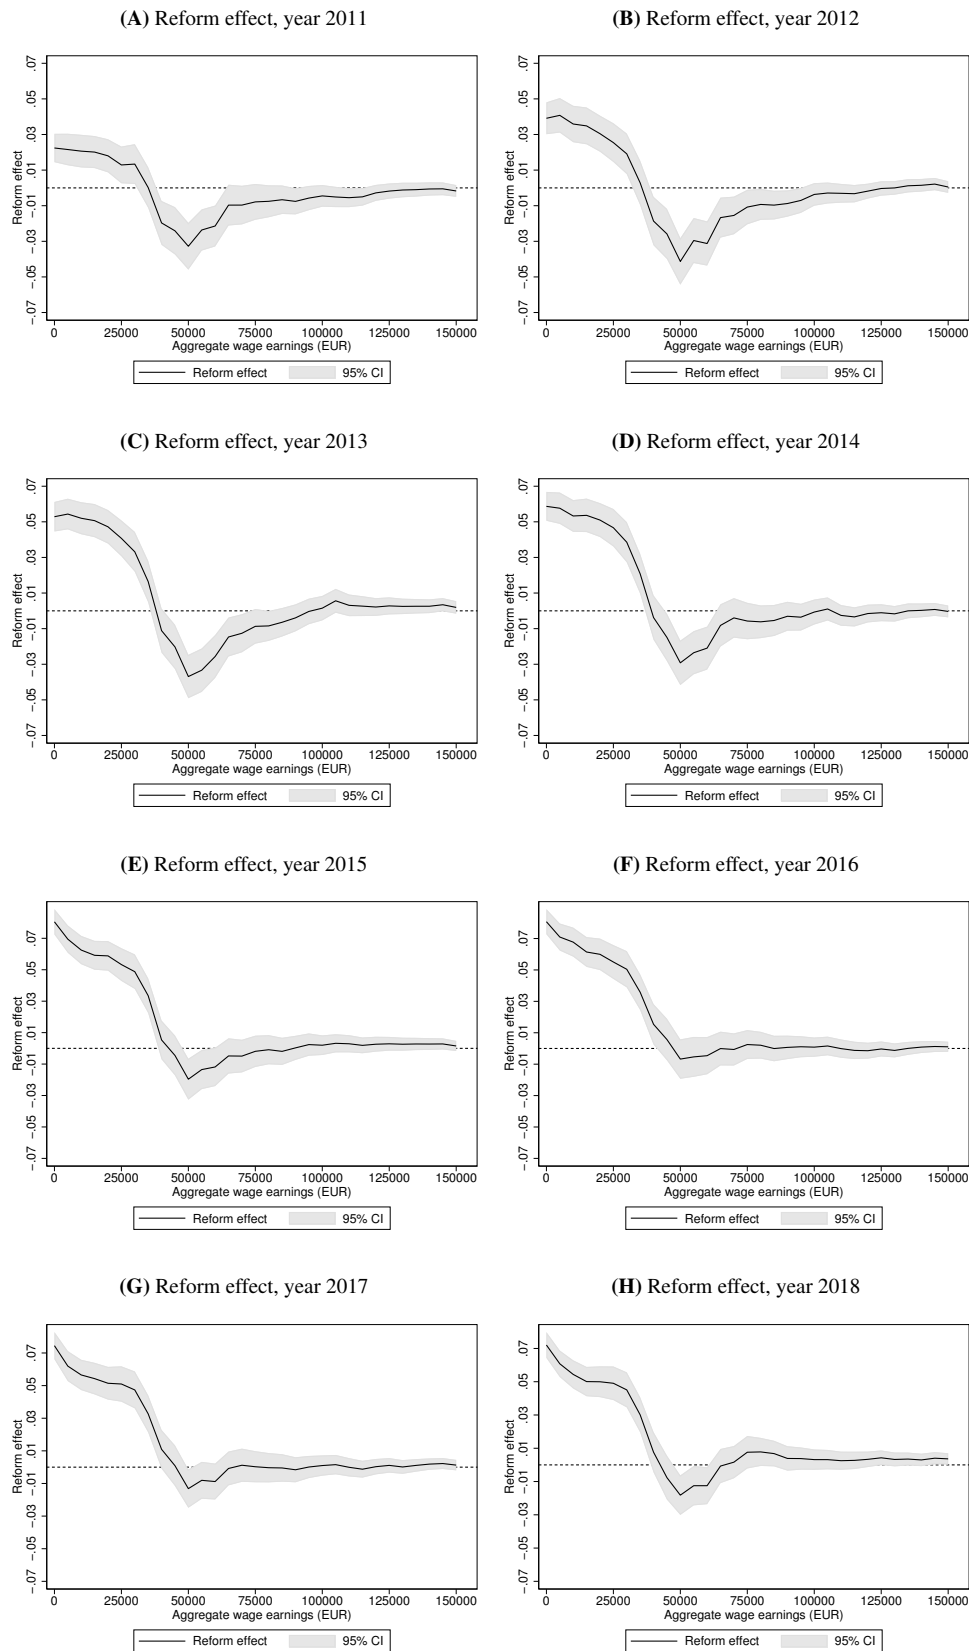 (A) Reform effect, year 2011
Reform effect
.07
.05
.03
.01
−.01
−.03
−.05
−.07
0 25000 50000 75000 100000 125000 150000
Aggregate wage earnings (EUR)
Reform effect 95% CI
(B) Reform effect, year 2012
Reform effect
.07
.05
.03
.01
−.01
−.03
−.05
−.07
0 25000 50000 75000 100000 125000 150000
Aggregate wage earnings (EUR)
Reform effect 95% CI
(C) Reform effect, year 2013
Reform effect
.07
.05
.03
.01
−.01
−.03
−.05
−.07
0 25000 50000 75000 100000 125000 150000
Aggregate wage earnings (EUR)
Reform effect 95% CI
(D) Reform effect, year 2014
Reform effect
.07
.05
.03
.01
−.01
−.03
−.05
−.07
0 25000 50000 75000 100000 125000 150000
Aggregate wage earnings (EUR)
Reform effect 95% CI
(E) Reform effect, year 2015
Reform effect
.07
.05
.03
.01
−.01
−.03
−.05
−.07
0 25000 50000 75000 100000 125000 150000
Aggregate wage earnings (EUR)
Reform effect 95% CI
(F) Reform effect, year 2016
Reform effect
.07
.05
.03
.01
−.01
−.03
−.05
−.07
0 25000 50000 75000 100000 125000 150000
Aggregate wage earnings (EUR)
Reform effect 95% CI
(G) Reform effect, year 2017
Reform effect
.07
.05
.03
.01
−.01
−.03
−.05
−.07
0 25000 50000 75000 100000 125000 150000
Aggregate wage earnings (EUR)
Reform effect 95% CI
(H) Reform effect, year 2018
Reform effect
.07
.05
.03
.01
−.01
−.03
−.05
−.07
0 25000 50000 75000 100000 125000 150000
Aggregate wage earnings (EUR)
Reform effect 95% CI